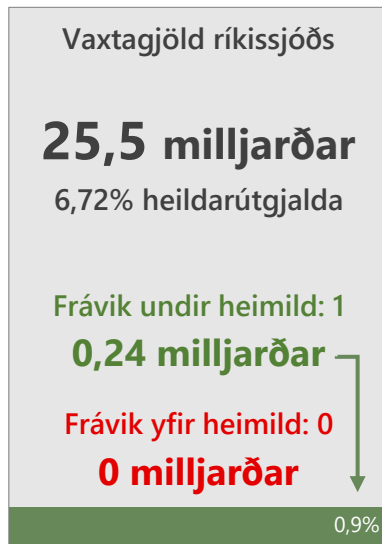 Vaxtagjöld ríkissjóðs
25,5 milljarðar
6,72% heildarútgjalda
Frávik undir heimild: 1
0,24 milljarðar
Frávik yfir heimild: 0
0 milljarðar
0,9%